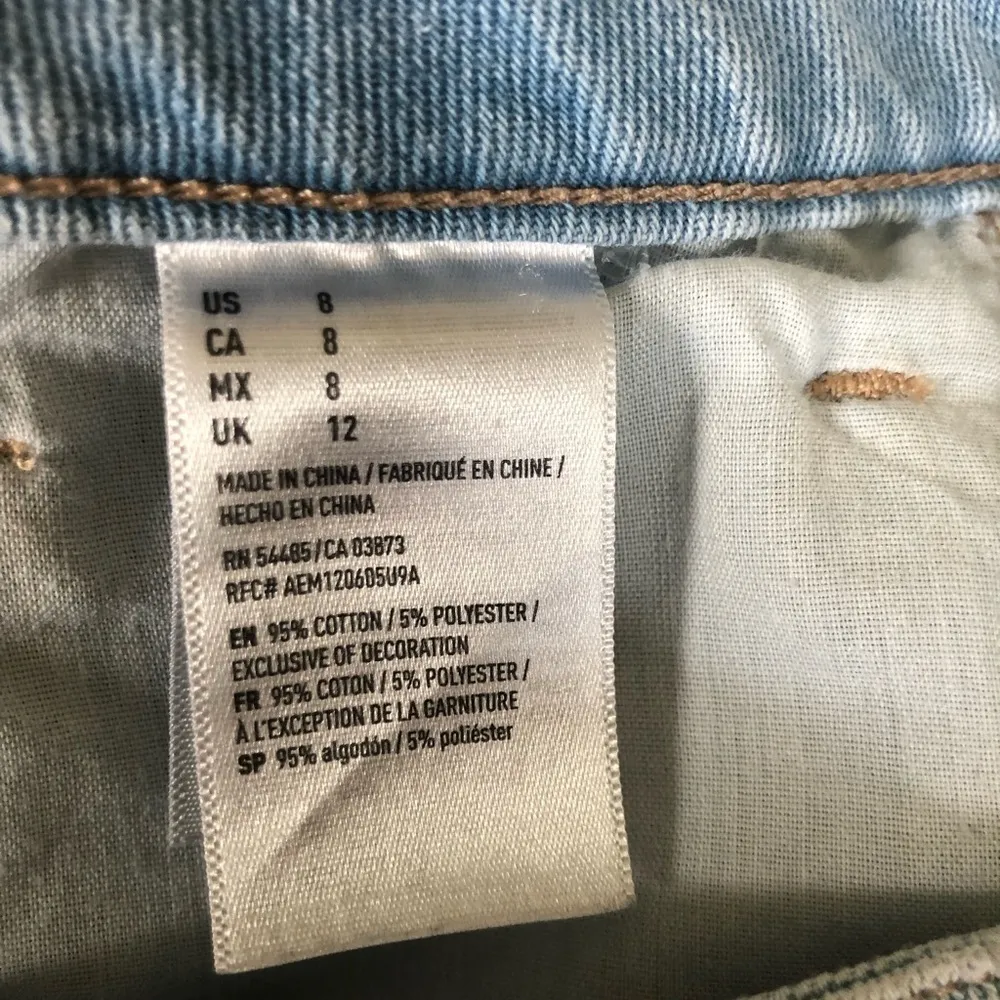 US 8
CA 8
MX 8
UK 12
MADE IN CHINA / FABRIQUÉ EN CHINE /
HECHO EN CHINA
RN 54485 / CA 03873
RFC# AEM120605U9A
EN 95% COTTON / 5% POLYESTER /
EXCLUSIVE OF DECORATION
FR 95% COTON / 5% POLYESTER /
À L'EXCEPTION DE LA GARNITURE
SP 95% algodón / 5% poliéster